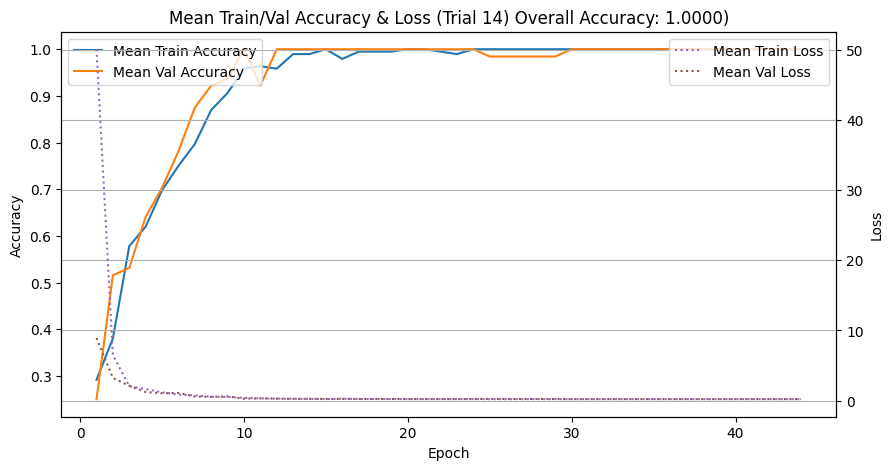 Mean Train/Val Accuracy & Loss (Trial 14) Overall Accuracy: 1.0000)
Mean Train Accuracy
Mean Val Accuracy
Mean Train Loss
Mean Val Loss
1.0
0.9
0.8
0.7
0.6
0.5
0.4
0.3
Accuracy
50
40
30
20
10
0
Loss
0 10 20 30 40
Epoch